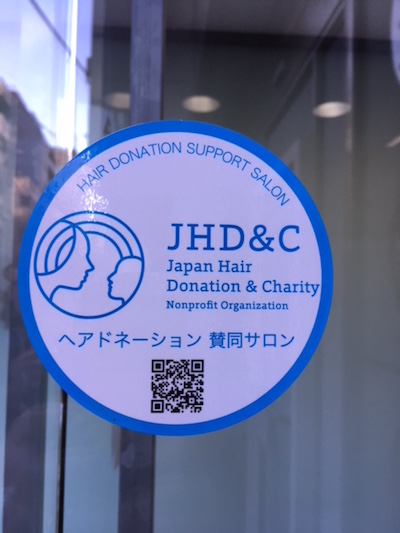 HAIR DONATION SUPPORT SALON
JHD&C
Japan Hair
Donation & Charity
Nonprofit Organization
ヘアドネーション 賛同サロン